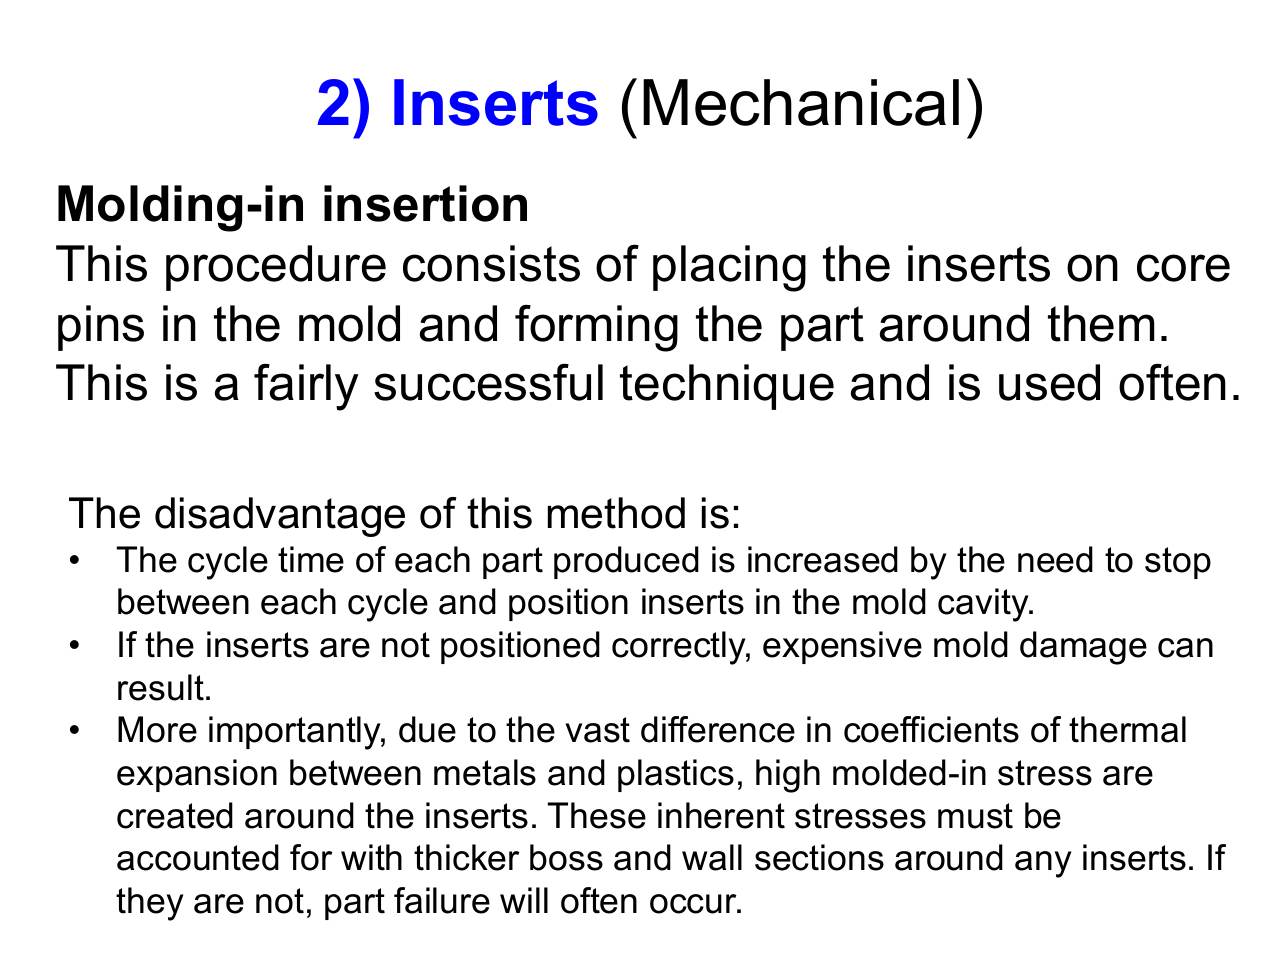 2) Inserts (Mechanical)
Molding-in insertion
This procedure consists of placing the inserts on core
pins in the mold and forming the part around them.
This is a fairly successful technique and is used often.
The disadvantage of this method is:
• The cycle time of each part produced is increased by the need to stop
between each cycle and position inserts in the mold cavity.
• If the inserts are not positioned correctly, expensive mold damage can
result.
• More importantly, due to the vast difference in coefficients of thermal
expansion between metals and plastics, high molded-in stress are
created around the inserts. These inherent stresses must be
accounted for with thicker boss and wall sections around any inserts. If
they are not, part failure will often occur.